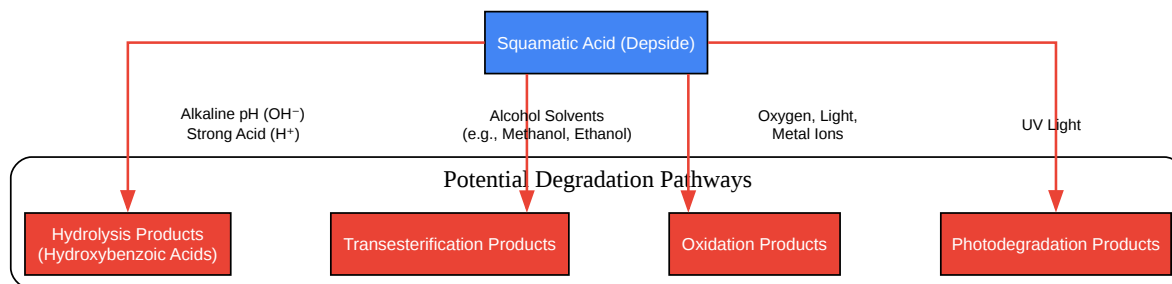 Squamatic Acid (Depside)
Alkaline pH (OH⁻)
Strong Acid (H⁺)
Alcohol Solvents
(e.g., Methanol, Ethanol)
Oxygen, Light,
Metal Ions
UV Light
Potential Degradation Pathways
Hydrolysis Products
(Hydroxybenzoic Acids)
Transesterification Products
Oxidation Products
Photodegradation Products